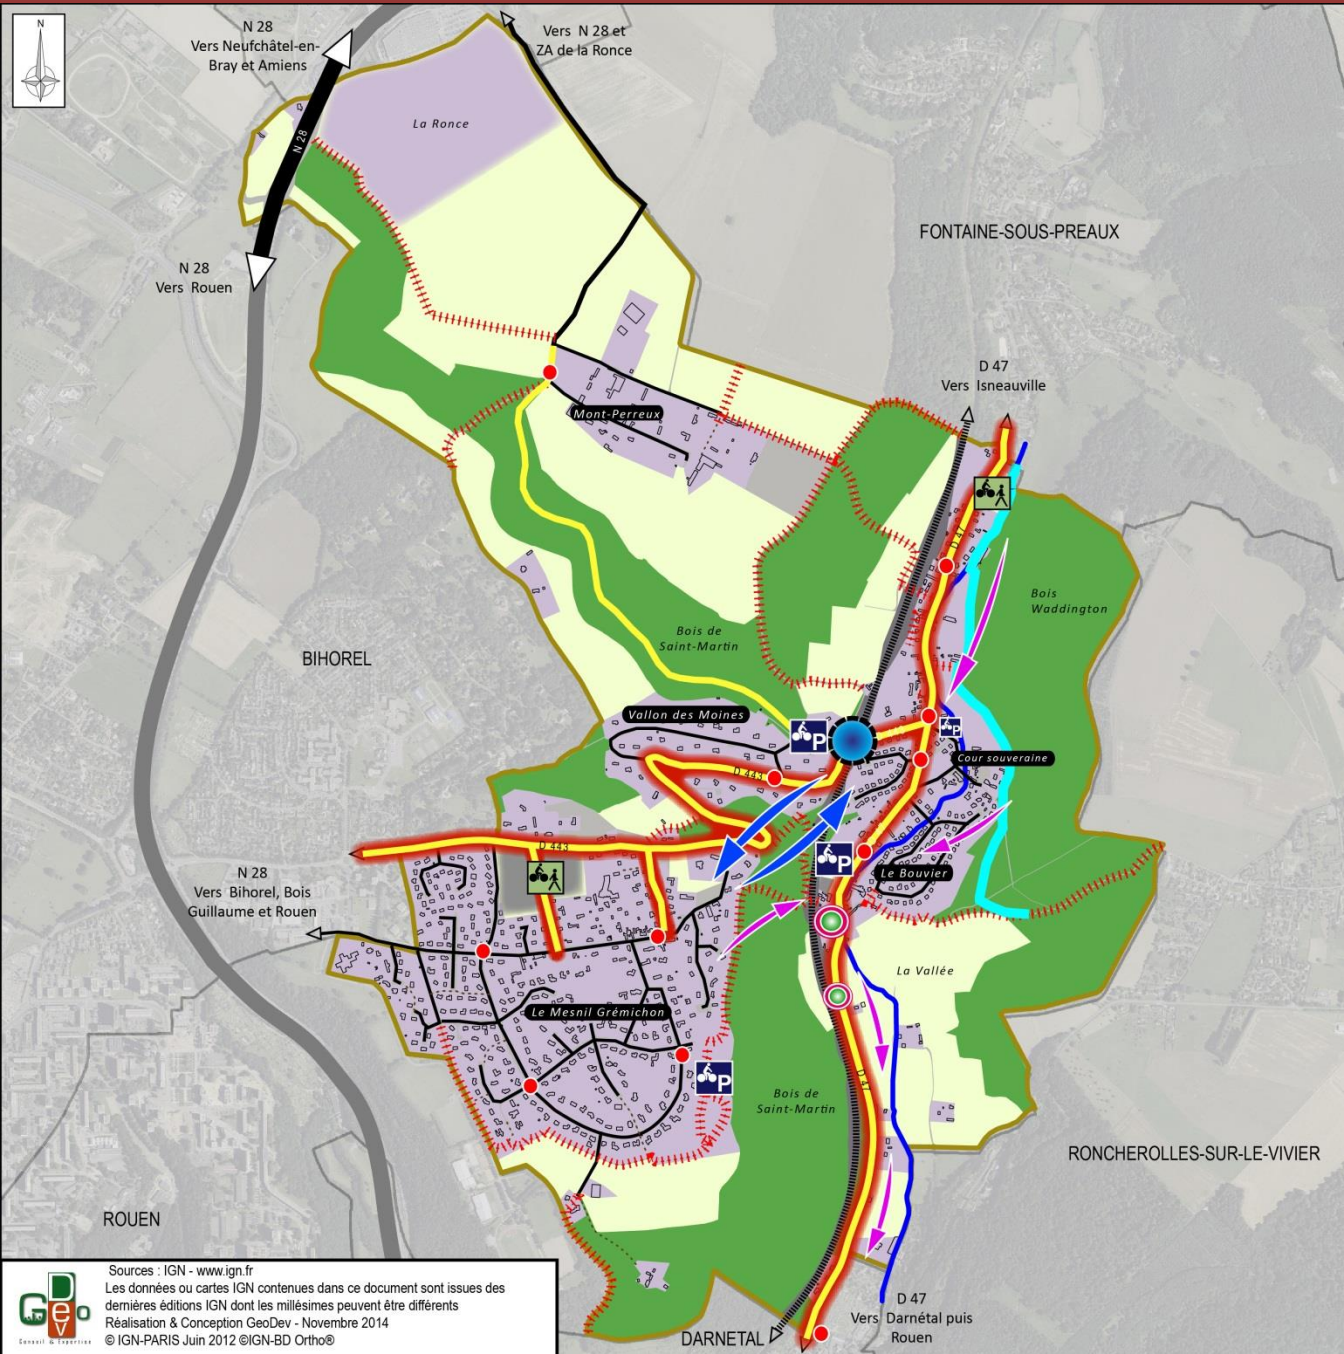 N
N 28
Vers Neufchâtel-en-
Bray et Amiens
Vers N 28 et
ZA de la Ronce
La Ronce
N 28
FONTAINE-SOUS-PREAUX
N 28
Vers Rouen
D 47
Vers Isneauville
Mont-Perreux
D 47
Bois
Waddington
Bois de
Saint-Martin
BIHOREL
Vallon des Moines
P
P
Cour souveraine
D 443
D 443
P
Le Bouvier
N 28
Vers Bihorel, Bois
Guillaume et Rouen
La Vallée
Le Mesnil Grémichon
P
D 47
Bois de
Saint-Martin
RONCHEROLLES-SUR-LE-VIVIER
ROUEN
GeoDev
Conseil & Expertise
Sources : IGN - www.ign.fr
Les données ou cartes IGN contenues dans ce document sont issues des
dernières éditions IGN dont les millésimes peuvent être différents
Réalisation & Conception GeoDev - Novembre 2014
© IGN-PARIS Juin 2012 ©IGN-BD Ortho®
D 47
Vers Darnétal puis
Rouen
DARNETAL